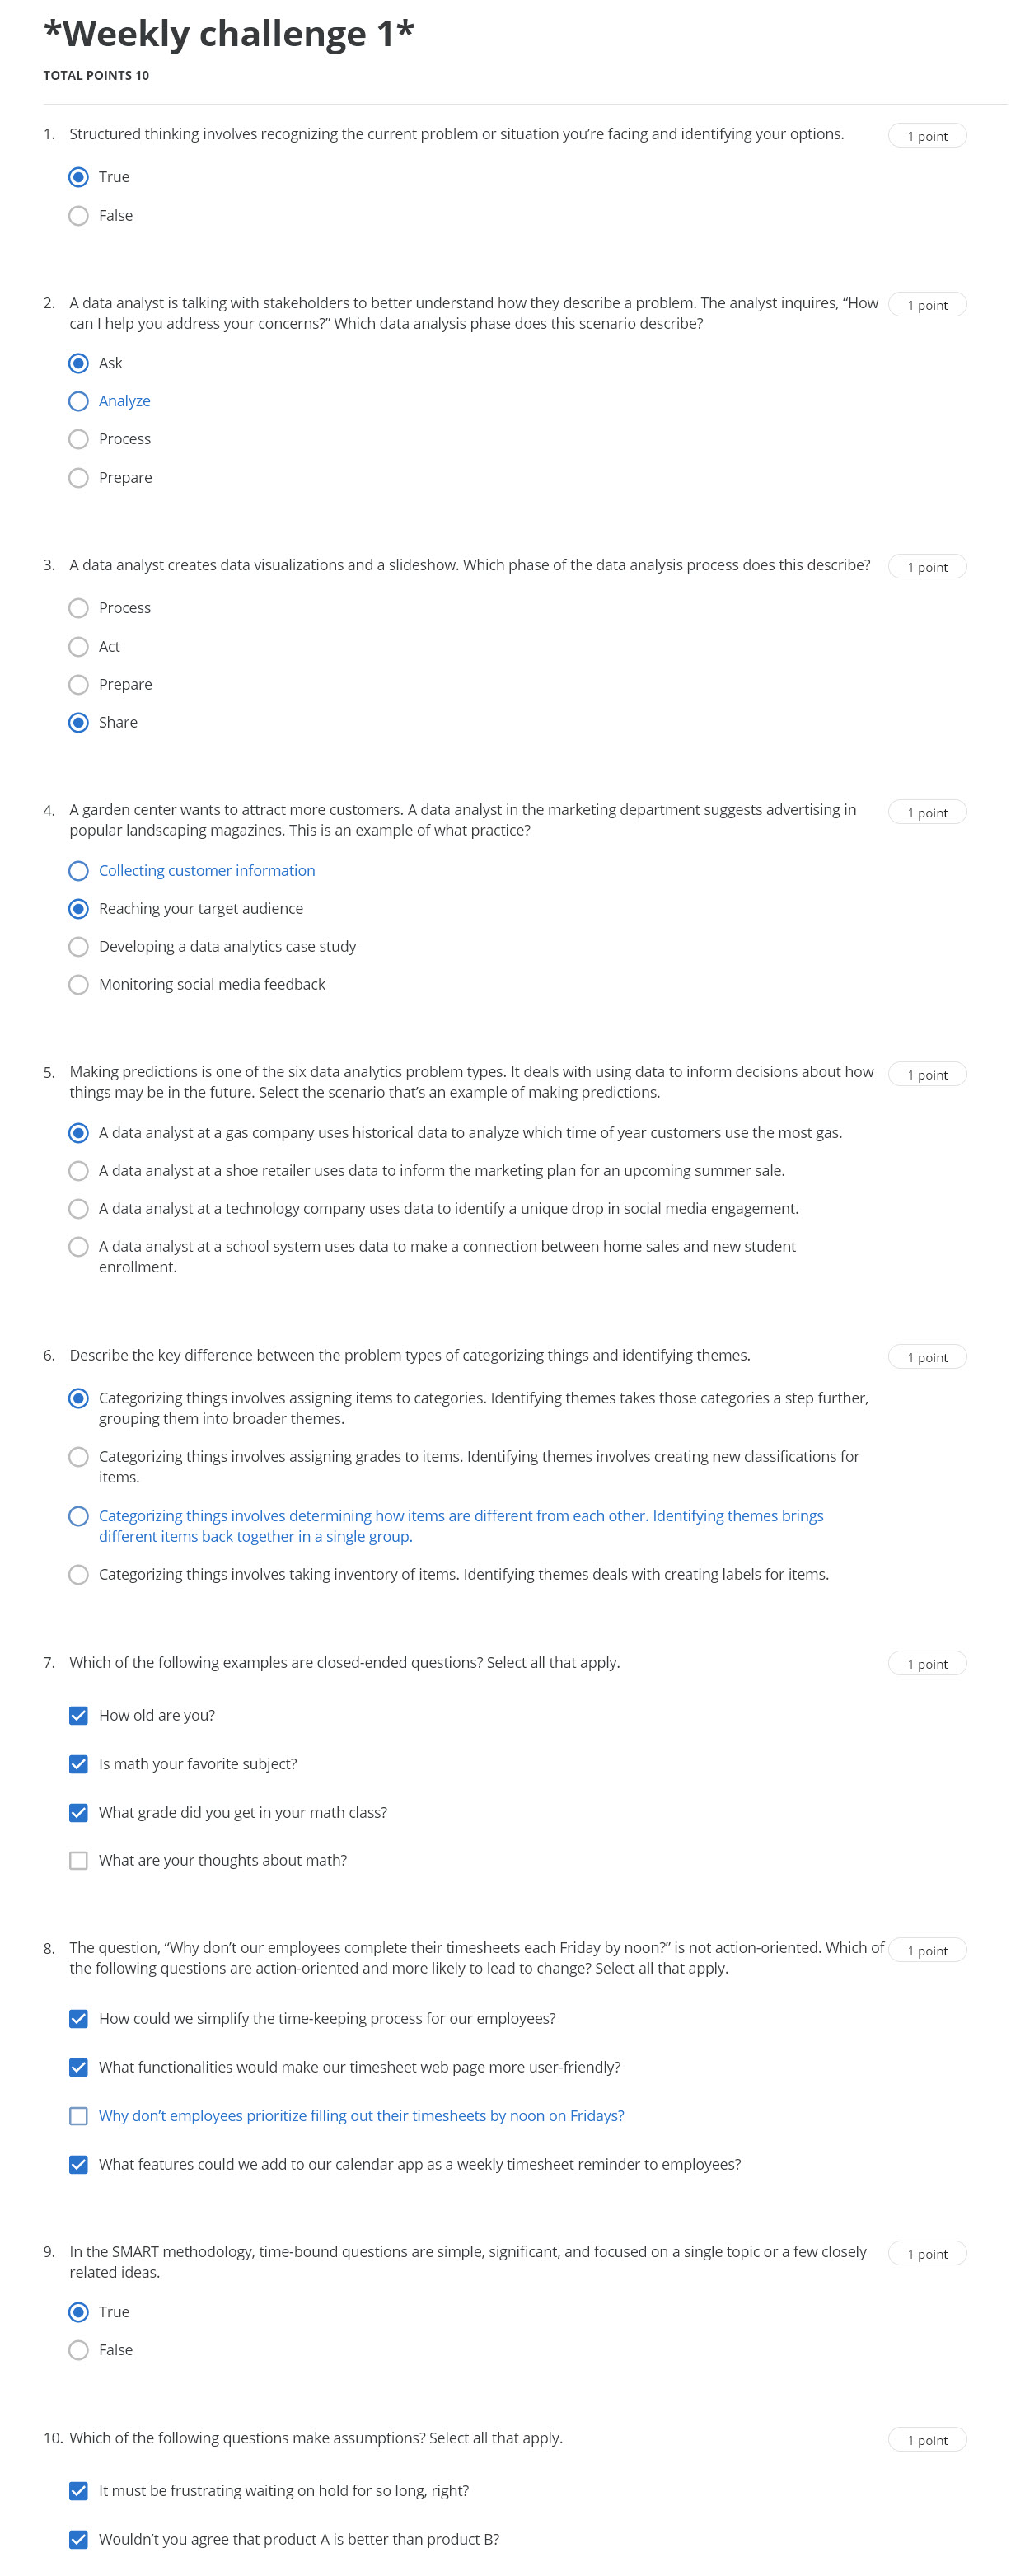 *Weekly challenge 1*
TOTAL POINTS 10
1. Structured thinking involves recognizing the current problem or situation you’re facing and identifying your options.
1 point
True
False
2. A data analyst is talking with stakeholders to better understand how they describe a problem. The analyst inquires, “How
can I help you address your concerns?” Which data analysis phase does this scenario describe?
1 point
Ask
Analyze
Process
Prepare
3. A data analyst creates data visualizations and a slideshow. Which phase of the data analysis process does this describe?
1 point
Process
Act
Prepare
Share
4. A garden center wants to attract more customers. A data analyst in the marketing department suggests advertising in
popular landscaping magazines. This is an example of what practice?
1 point
Collecting customer information
Reaching your target audience
Developing a data analytics case study
Monitoring social media feedback
5. Making predictions is one of the six data analytics problem types. It deals with using data to inform decisions about how
things may be in the future. Select the scenario that’s an example of making predictions.
1 point
A data analyst at a gas company uses historical data to analyze which time of year customers use the most gas.
A data analyst at a shoe retailer uses data to inform the marketing plan for an upcoming summer sale.
A data analyst at a technology company uses data to identify a unique drop in social media engagement.
A data analyst at a school system uses data to make a connection between home sales and new student
enrollment.
6. Describe the key difference between the problem types of categorizing things and identifying themes.
1 point
Categorizing things involves assigning items to categories. Identifying themes takes those categories a step further,
grouping them into broader themes.
Categorizing things involves assigning grades to items. Identifying themes involves creating new classifications for
items.
Categorizing things involves determining how items are different from each other. Identifying themes brings
different items back together in a single group.
Categorizing things involves taking inventory of items. Identifying themes deals with creating labels for items.
7. Which of the following examples are closed-ended questions? Select all that apply.
1 point
How old are you?
Is math your favorite subject?
What grade did you get in your math class?
What are your thoughts about math?
8. The question, “Why don’t our employees complete their timesheets each Friday by noon?” is not action-oriented. Which of
the following questions are action-oriented and more likely to lead to change? Select all that apply.
1 point
How could we simplify the time-keeping process for our employees?
What functionalities would make our timesheet web page more user-friendly?
Why don’t employees prioritize filling out their timesheets by noon on Fridays?
What features could we add to our calendar app as a weekly timesheet reminder to employees?
9. In the SMART methodology, time-bound questions are simple, significant, and focused on a single topic or a few closely
related ideas.
1 point
True
False
10. Which of the following questions make assumptions? Select all that apply.
1 point
It must be frustrating waiting on hold for so long, right?
Wouldn’t you agree that product A is better than product B?